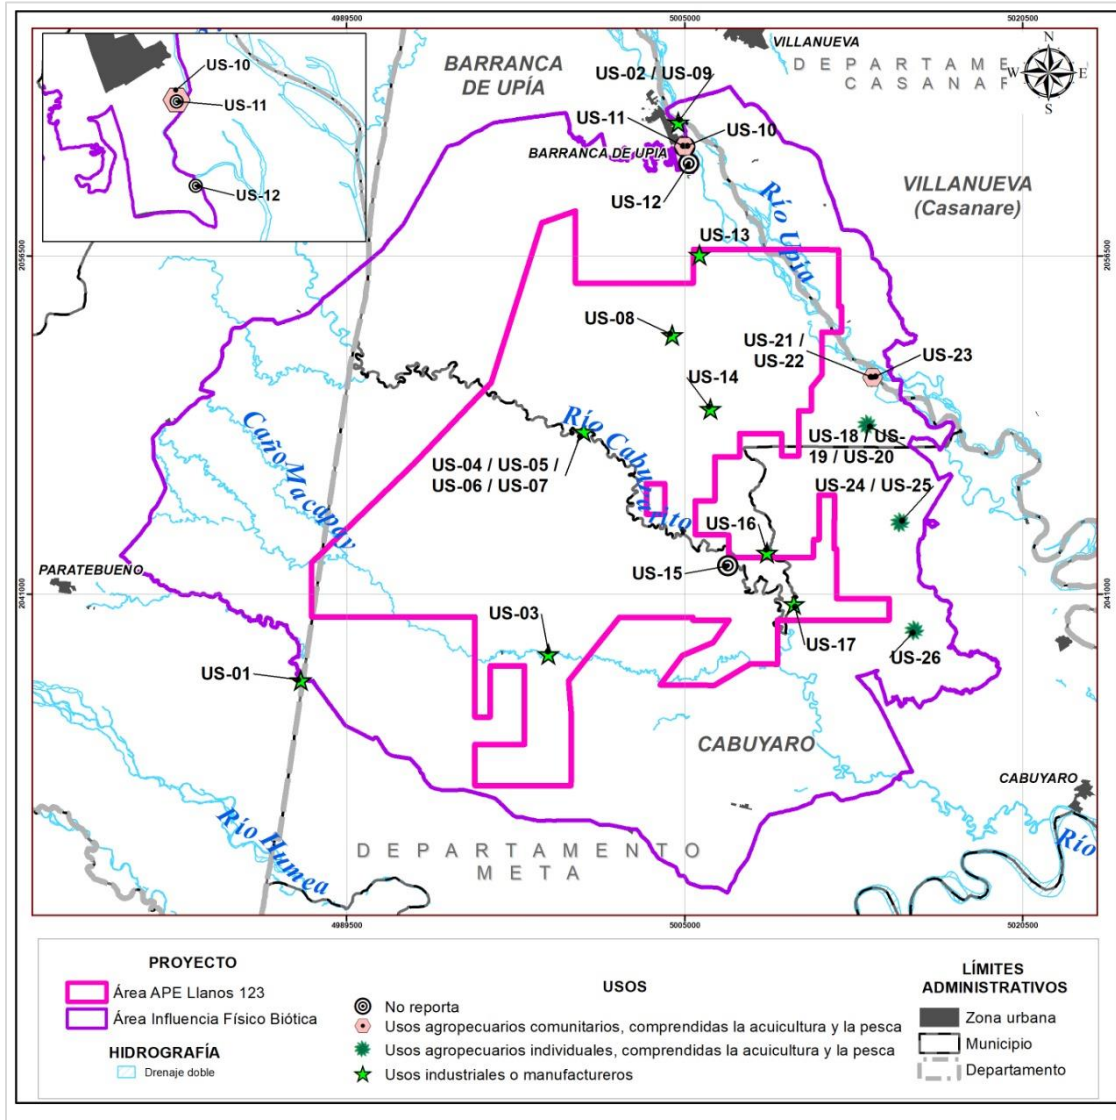 4989500
5005000
5020500
VILLANUEVA
DEPARTAME
CASANAR
N
W
E
S
BARRANCA
DE UPÍA
US-02 / US-09
US-11
US-10
BARRANCA DE UPIA
US-12
US-10
US-11
US-12
VILLANUEVA
(Casanare)
Río Upía
2056500
2056500
US-13
US-08
US-21 /
US-22
US-23
US-14
Río Cabuyarito
Caño Macapay
US-04 / US-05 /
US-06 / US-07
US-18 / US-
19 / US-20
US-24 / US-25
US-16
US-15
PARATEBUENO
2041000
2041000
US-03
US-17
US-26
US-01
CABUYARO
CABUYARO
Río Humea
Río
DEPARTAMENTO
META
4989500
5005000
5020500
PROYECTO
Área APE Llanos 123
Área Influencia Físico Biótica
HIDROGRAFÍA
Drenaje doble
USOS
No reporta
Usos agropecuarios comunitarios, comprendidas la acuicultura y la pesca
Usos agropecuarios individuales, comprendidas la acuicultura y la pesca
Usos industriales o manufactureros
LÍMITES
ADMINISTRATIVOS
Zona urbana
Municipio
Departamento